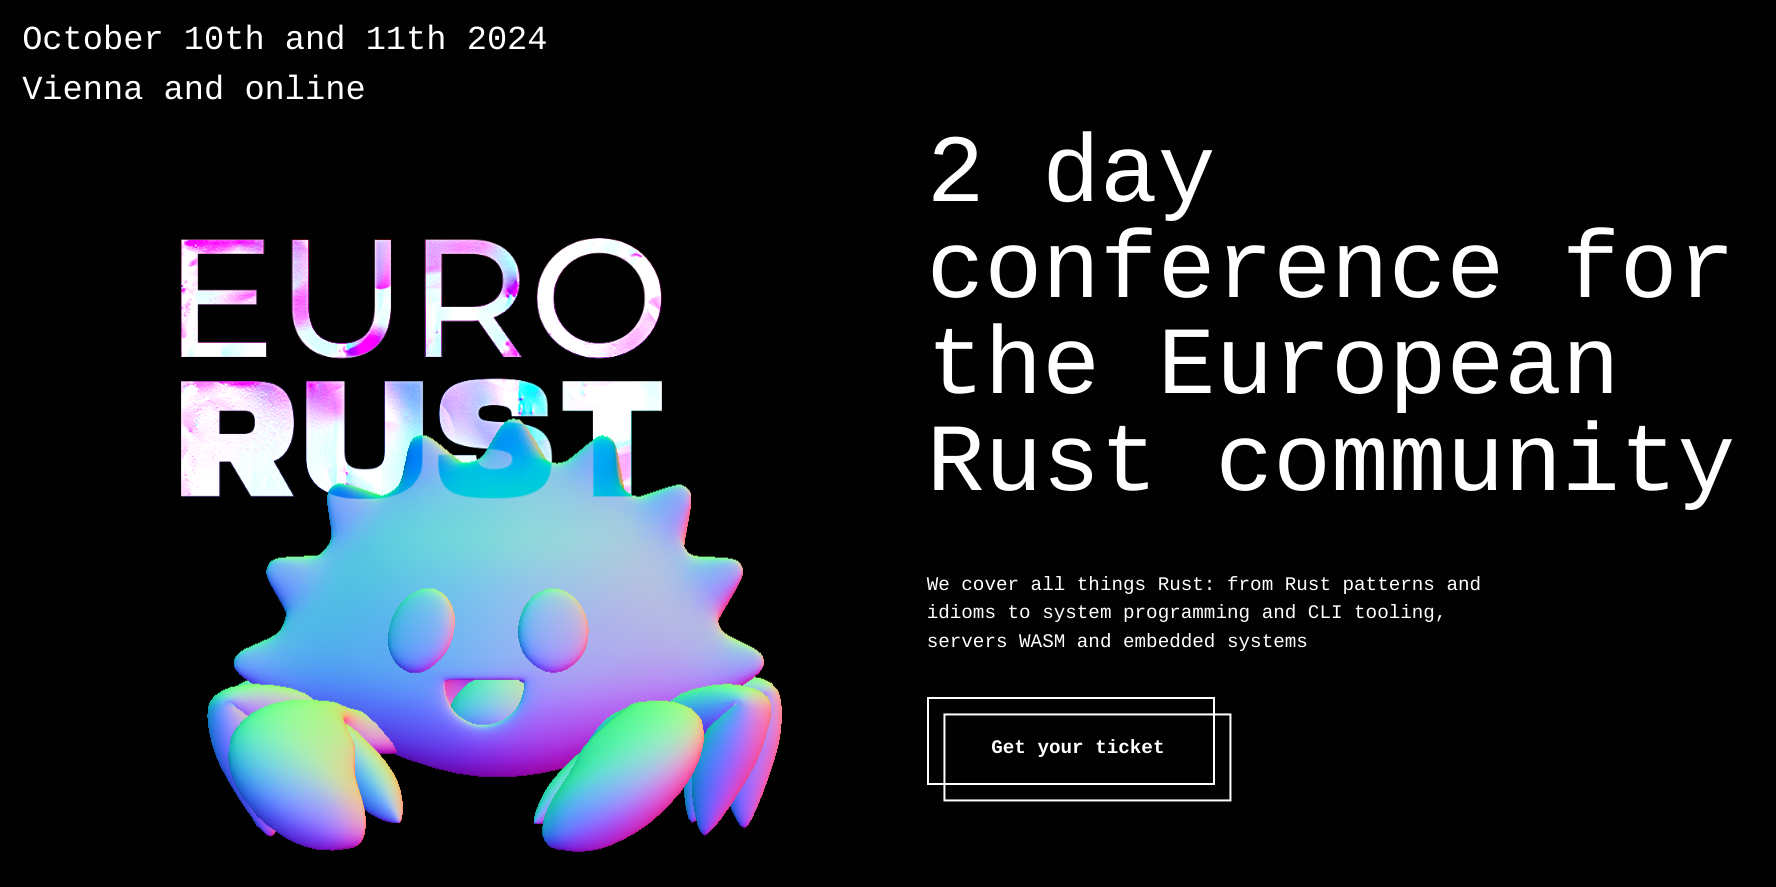 October 10th and 11th 2024
Vienna and online
EURO
RUST
2 day
conference for
the European
Rust community
We cover all things Rust: from Rust patterns and
idioms to system programming and CLI tooling,
servers WASM and embedded systems
Get your ticket